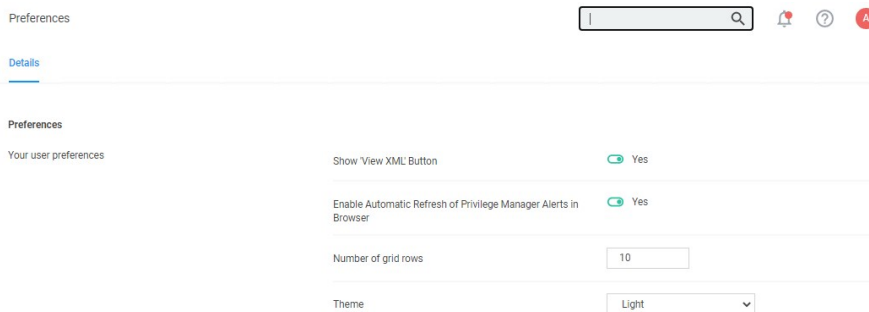 Preferences
A
Details
Preferences
Your user preferences
Show 'View XML' Button
Yes
Enable Automatic Refresh of Privilege Manager Alerts in
Browser
Yes
Number of grid rows
10
Theme
Light